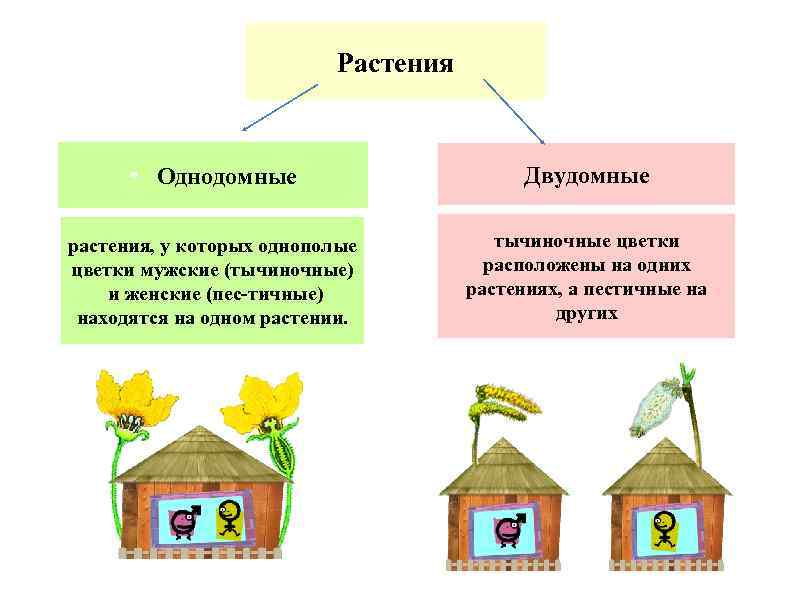 Растения
• Однодомные
Двудомные
растения, у которых однополые
цветки мужские (тычиночные)
и женские (пес-тичные)
находятся на одном растении.
тычиночные цветки
расположены на одних
растениях, а пестичные на
других